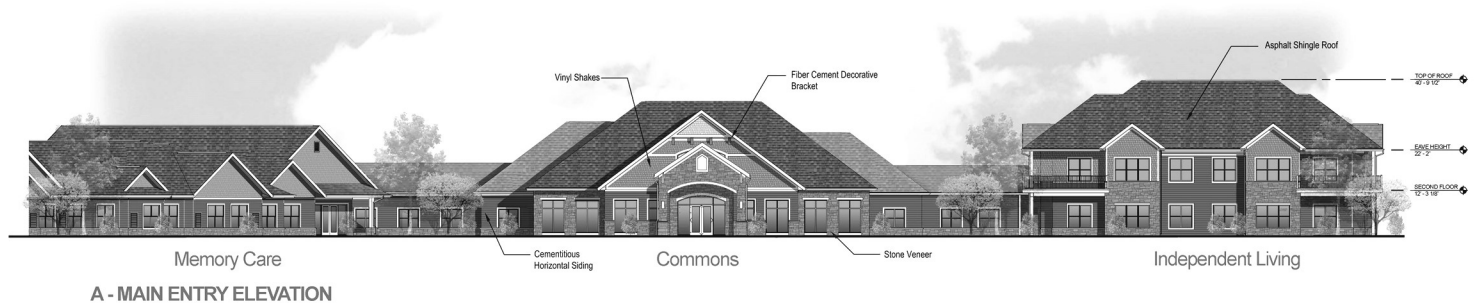 Asphalt Shingle Roof
TOP OF ROOF
40' - 9 1/2"
Vinyl Shakes
Fiber Cement Decorative
Bracket
EAVE HEIGHT
22' - 2"
SECOND FLOOR
12' - 3 1/8"
Cementitious
Horizontal Siding
Stone Veneer
Memory Care
Commons
Independent Living
A - MAIN ENTRY ELEVATION